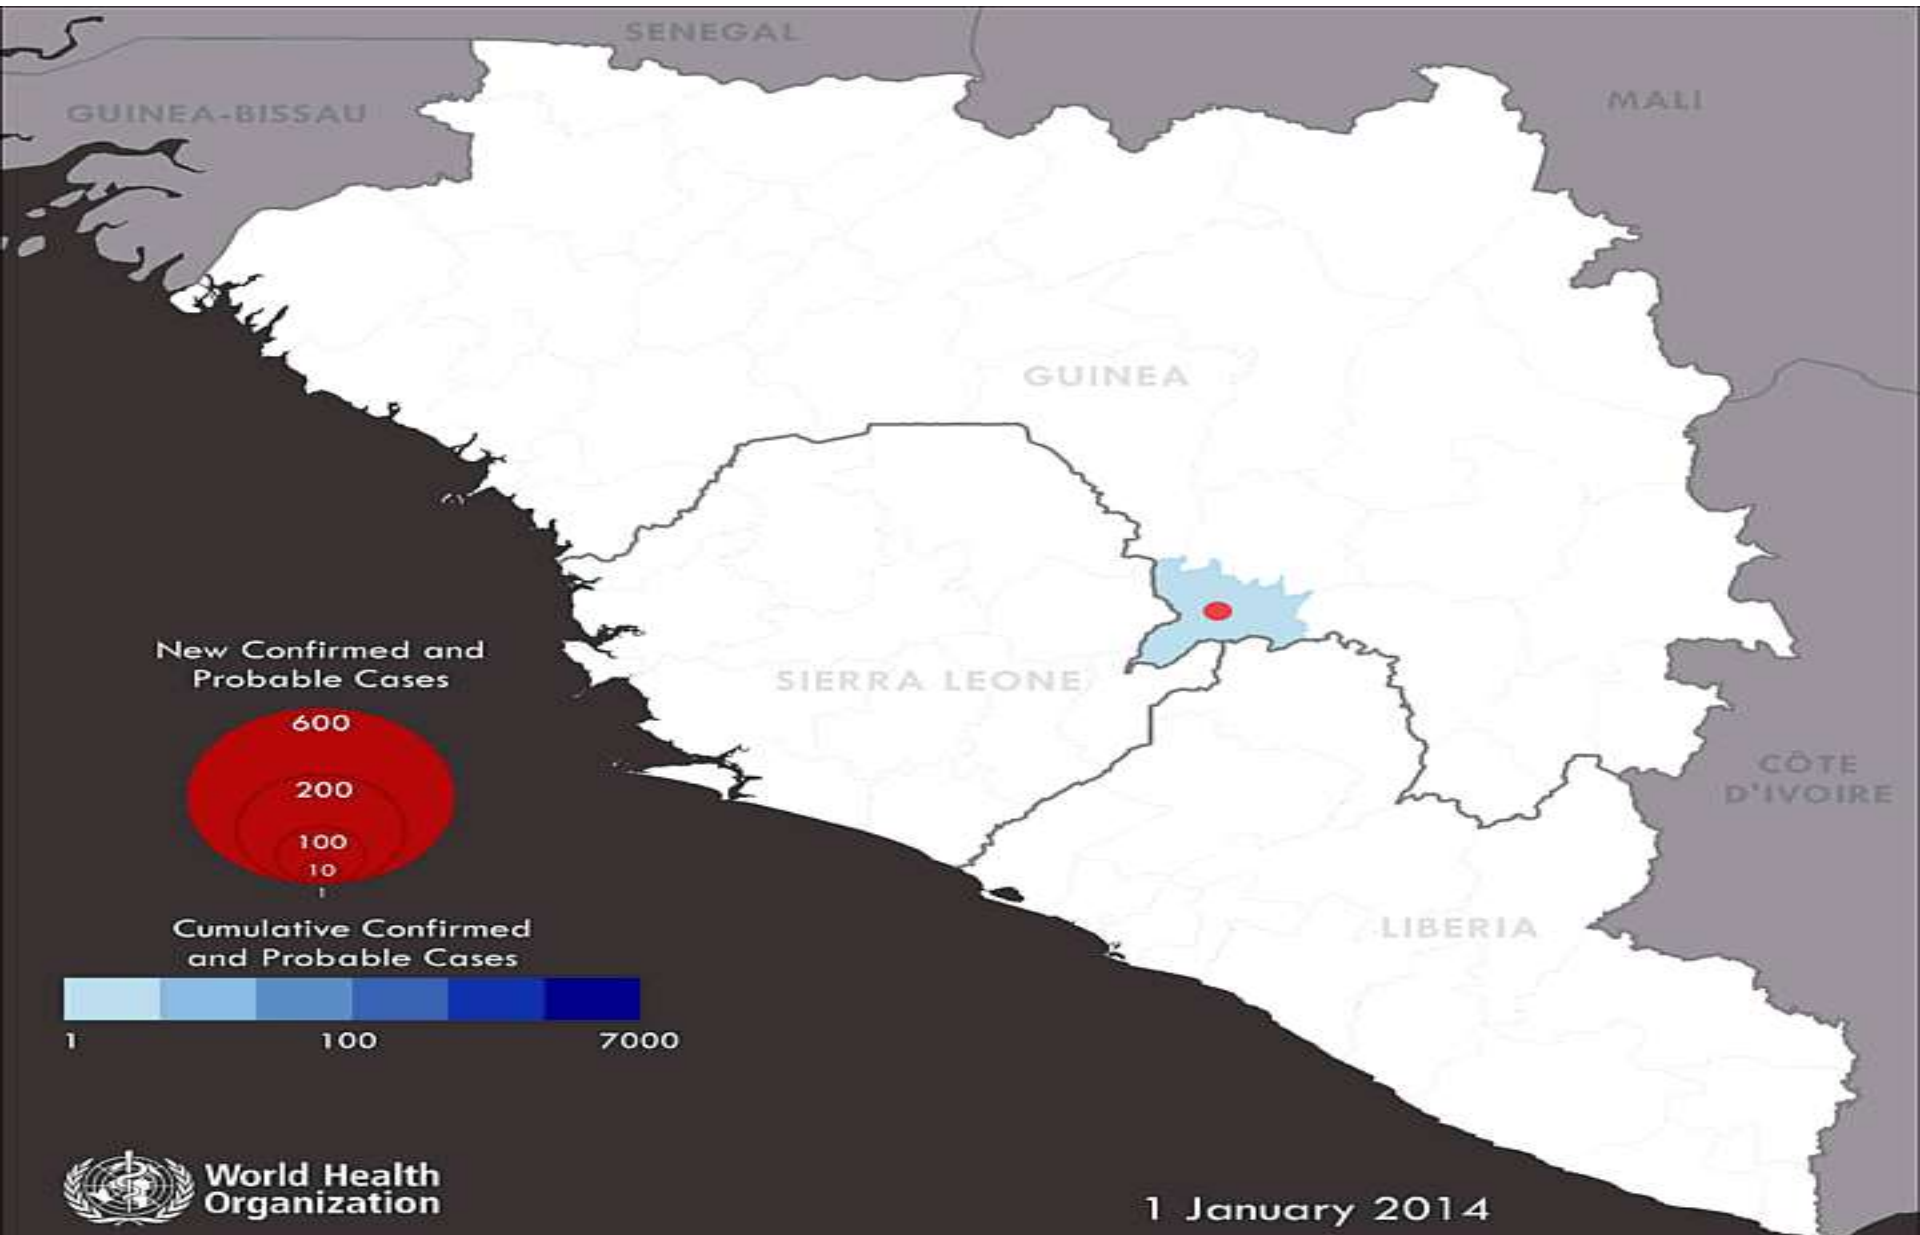 SENEGAL
GUINEA-BISSAU
MALI
GUINEA
SIERRA LEONE
CÔTE
D'IVOIRE
LIBERIA
New Confirmed and
Probable Cases
600
200
100
10
1
Cumulative Confirmed
and Probable Cases
1 100 7000
World Health
Organization
1 January 2014